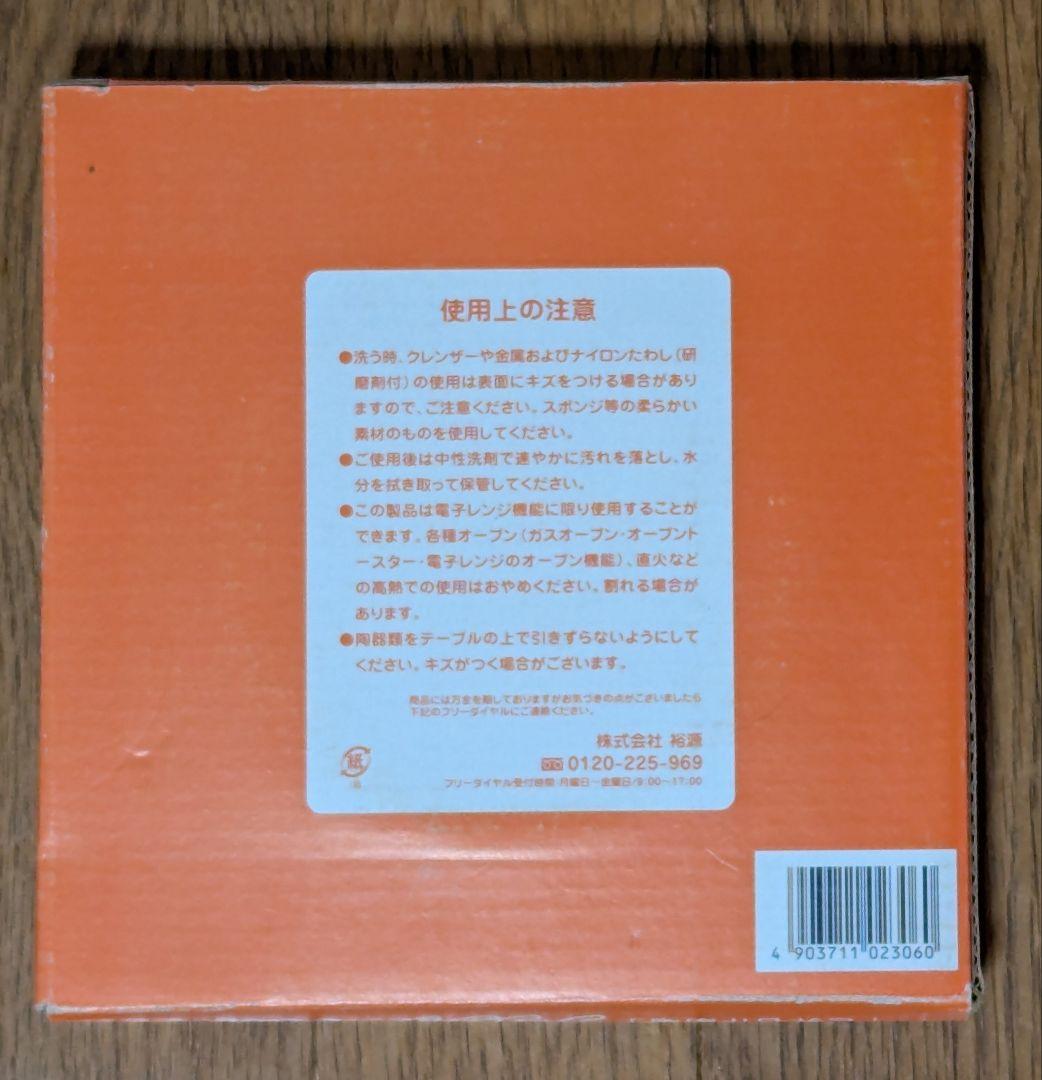 使用上の注意
●洗う時、クレンザーや金属およびナイロンたわし(研
磨剤付)の使用は表面にキズをつける場合があり
ますので、ご注意ください。スポンジ等の柔らかい
素材のものを使用してください。
●ご使用後は中性洗剤で速やかに汚れを落とし、水
分を拭き取って保管してください。
●この製品は電子レンジ機能に限り使用することが
できます。各種オーブン(ガスオーブン・オーブント
ースター・電子レンジのオーブン機能)、直火など
の高熱での使用はおやめください。割れる場合が
あります。
●陶器類をテーブルの上で引きずらないようにして
ください。キズがつく場合がございます。
商品には万全を期しておりますがお気づきの点がございましたら
下記のフリーダイヤルにご連絡ください。
株式会社 裕源
0120-225-969
フリーダイヤル受付時間 月曜日~金曜日/9:00~17:00
紙
箱
4 903711 023060